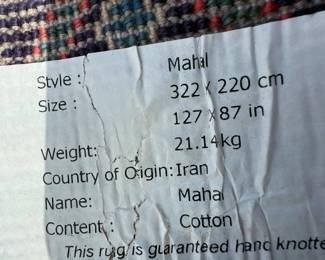 Style : Mahal
Size : 322 x 220 cm
127 x 87 in
Weight: 21.14kg
Country of Origin: Iran
Name: Mahal
Content : Cotton
This rug is guaranteed hand knotte